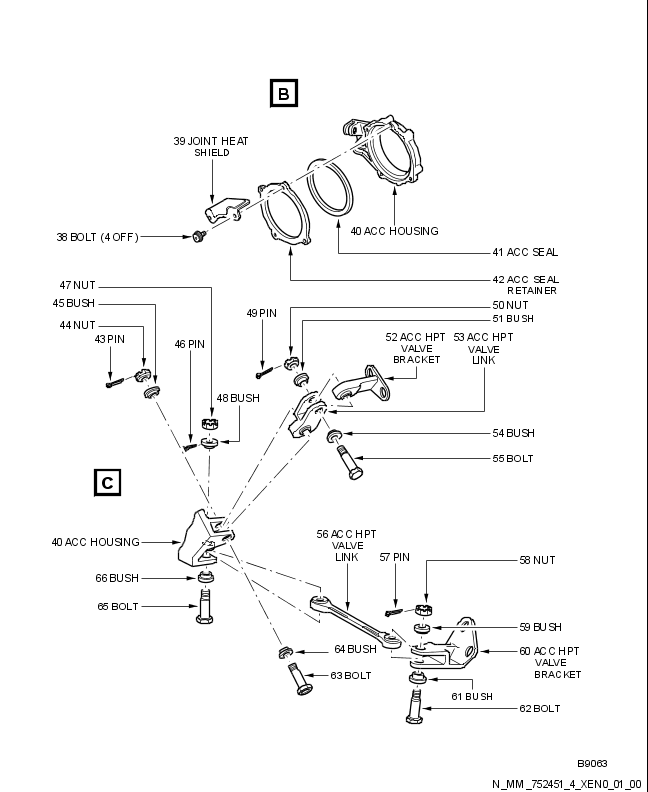 B
39 JOINT HEAT
SHIELD
38 BOLT (4 OFF)
40 ACC HOUSING
41 ACC SEAL
42 ACC SEAL
RETAINER
47 NUT
45 BUSH
44 NUT
43 PIN
46 PIN
48 BUSH
49 PIN
50 NUT
51 BUSH
52 ACC HPT
VALVE
BRACKET
53 ACC HPT
VALVE
LINK
54 BUSH
55 BOLT
C
40 ACC HOUSING
66 BUSH
65 BOLT
56 ACC HPT
VALVE
LINK
57 PIN
58 NUT
59 BUSH
60 ACC HPT
VALVE
BRACKET
64 BUSH
63 BOLT
61 BUSH
62 BOLT
B9063
N_MM_752451_4_XEN0_01_00